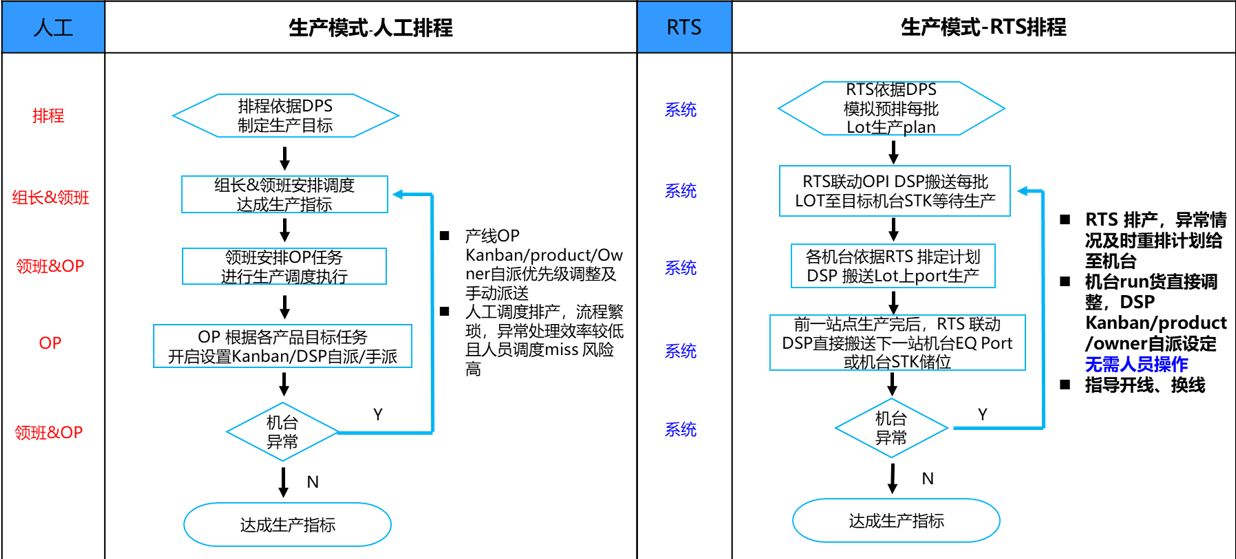 人工
生产模式-人工排程
排程
排程依据DPS
制定生产目标
组长&领班
组长&领班安排调度
达成生产指标
领班&OP
领班安排OP任务
进行生产调度执行
OP
OP 根据各产品目标任务
开启设置Kanban/DSP自派/手派
领班&OP
机台
异常
Y
N
达成生产指标
■ 产线OP
Kanban/product/Ow
ner自派优先级调整及
手动派送
■ 人工调度排产，流程繁
琐，异常处理效率较低
且人员调度miss 风险
高
RTS
生产模式-RTS排程
系统
RTS依据DPS
模拟预排每批
Lot生产plan
系统
RTS联动OPI DSP搬送每批
LOT至目标机台STK等待生产
系统
各机台依据RTS 排定计划
DSP 搬送Lot上port生产
系统
前一站点生产完后，RTS 联动
DSP直接搬送下一站机台EQ Port
或机台STK储位
系统
机台
异常
Y
N
达成生产指标
■ RTS 排产，异常情
况及时重排计划给
至机台
■ 机台run货直接调
整，DSP
Kanban/product
/owner自派设定
无需人员操作
■ 指导开线、换线